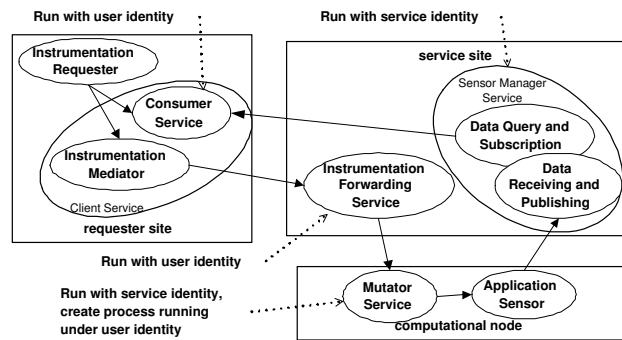 Run with user identity
Run with service identity
Instrumentation
Requester
Consumer
Service
Instrumentation
Mediator
Client Service
requester site
service site
Sensor Manager
Service
Data Query and
Subscription
Data
Receiving and
Publishing
Instrumentation
Forwarding
Service
Run with user identity
Run with service identity,
create process running
under user identity
Mutator
Service
Application
Sensor
computational node